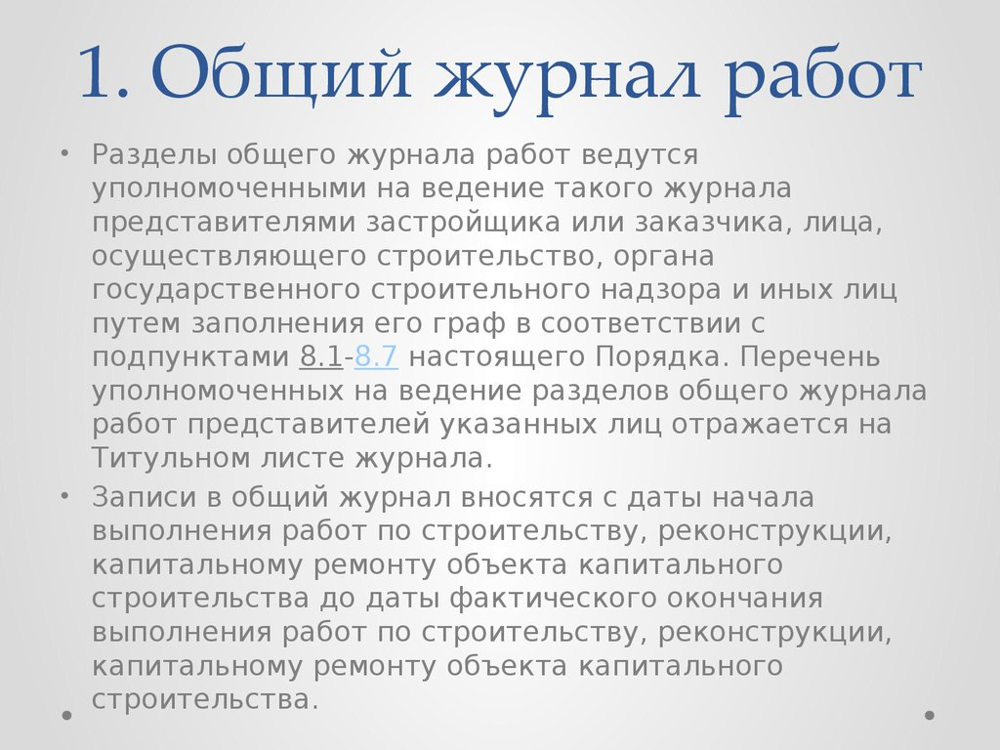 1. Общий журнал работ
• Разделы общего журнала работ ведутся
уполномоченными на ведение такого журнала
представителями застройщика или заказчика, лица,
осуществляющего строительство, органа
государственного строительного надзора и иных лиц
путем заполнения его граф в соответствии с
подпунктами 8.1-8.7 настоящего Порядка. Перечень
уполномоченных на ведение разделов общего журнала
работ представителей указанных лиц отражается на
Титульном листе журнала.
• Записи в общий журнал вносятся с даты начала
выполнения работ по строительству, реконструкции,
капитальному ремонту объекта капитального
строительства до даты фактического окончания
выполнения работ по строительству, реконструкции,
капитальному ремонту объекта капитального
строительства.